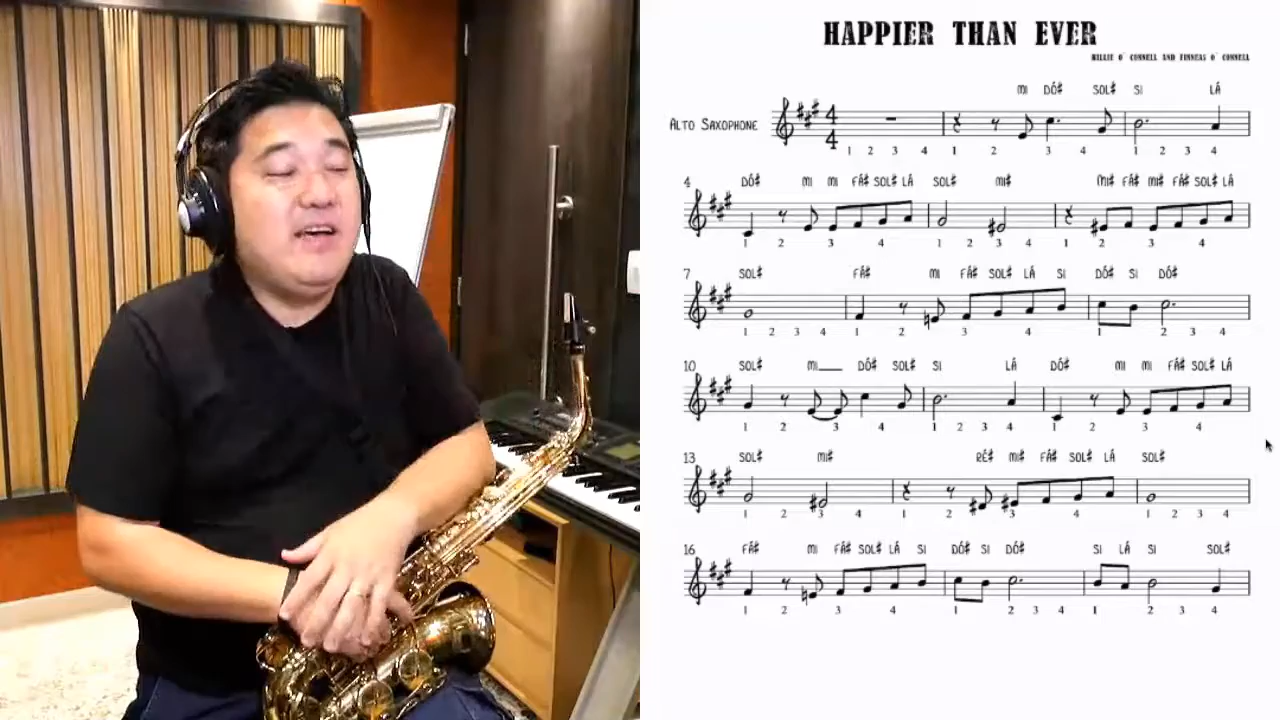 HAPPIER THAN EVER
BILLIE O'CONNELL AND FINNEAS O'CONNELL
MI DÓ# SOL# SI LÁ
ALTO SAXOPHONE
4
4
1 2 3 4 1 2 3 4 1 2 3 4
4 DÓ# MI MI FÁ# SOL# LÁ SOL# MI# MI# FÁ# MI# FÁ# SOL# LÁ
1 2 3 4 1 2 3 4 1 2 3 4
7 SOL# FÁ# MI FÁ# SOL# LÁ SI DÓ# SI DÓ#
1 2 3 4 1 2 3 4 1 2 3 4
10 SOL# MI DÓ# SOL# SI LÁ DÓ# MI MI FÁ# SOL# LÁ
1 2 3 4 1 2 3 4 1 2 3 4
13 SOL# MI# RÉ# MI# FÁ# SOL# LÁ SOL#
1 2 3 4 1 2 3 4 1 2 3 4
16 FÁ# MI FÁ# SOL# LÁ SI DÓ# SI DÓ# SI LÁ SI SOL#
1 2 3 4 1 2 3 4 1 2 3 4